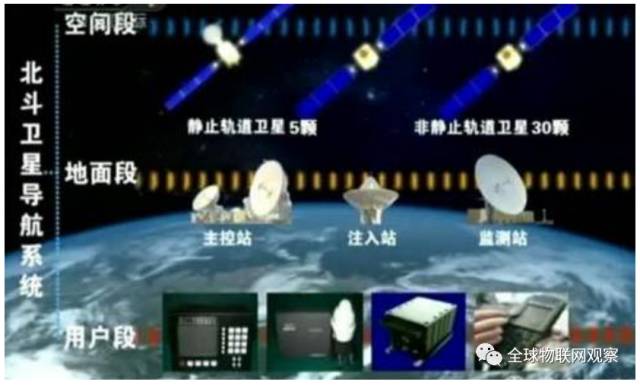 空间段
北斗卫星导航系统
静止轨道卫星5颗
非静止轨道卫星30颗
地面段
主控站
注入站
监测站
用户段
全球物联网观察